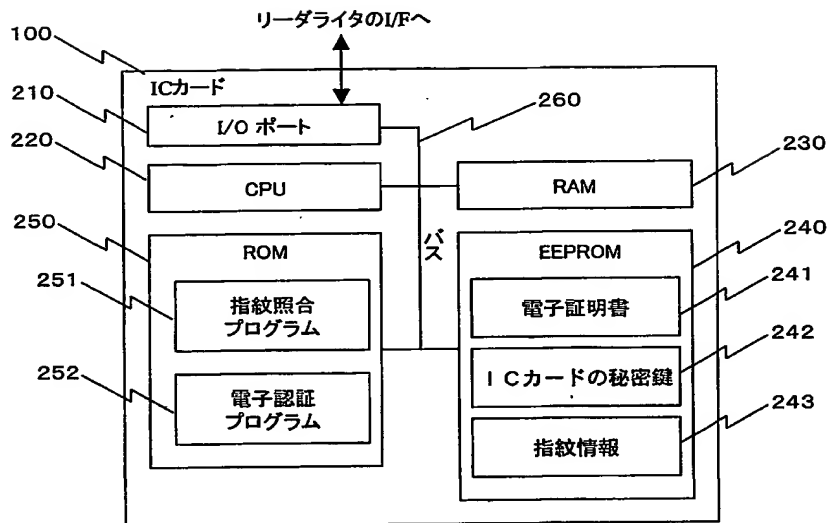 リーダライタのI/Fへ
100
ICカード
210
I/O ポート
260
220
CPU
RAM
230
バス
250
ROM
EEPROM
240
251
指紋照合
プログラム
電子証明書
241
252
電子認証
プログラム
ICカードの秘密鍵
242
指紋情報
243